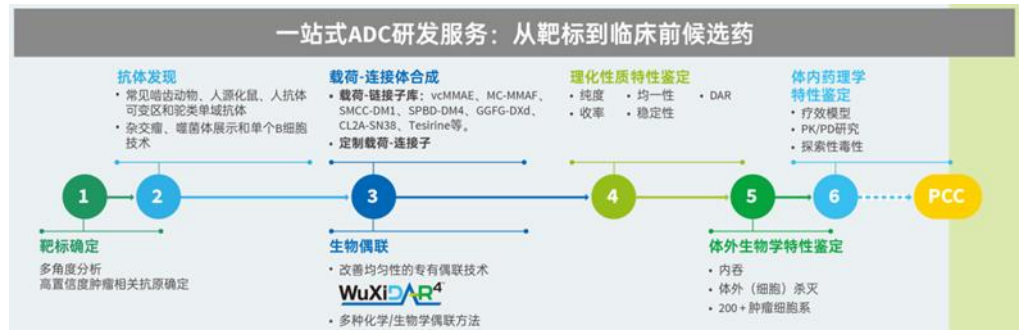 一站式ADC研发服务：从靶标到临床前候选药
抗体发现
• 常见啮齿动物、人源化鼠、人抗体
可变区和驼类单域抗体
• 杂交瘤、噬菌体展示和单个B细胞
技术
载荷-连接体合成
• 载荷-链接子库：vcMMAE，MC-MMAF，
SMCC-DM1、SPBD-DM4、GGFG-DXd、
CL2A-SN38、Tesirine等。
• 定制载荷-连接子
理化性质特性鉴定
• 纯度 • 均一性 • DAR
• 收率 • 稳定性
体内药理学
特性鉴定
• 疗效模型
• PK/PD研究
• 探索性毒性
1 2 3 4 5 6 PCC
靶标确定
多角度分析
高置信度肿瘤相关抗原确定
生物偶联
• 改善均匀性的专有偶联技术
WuXiDAR4™
• 多种化学/生物学偶联方法
体外生物学特性鉴定
• 内吞
• 体外（细胞）杀灭
• 200 + 肿瘤细胞系